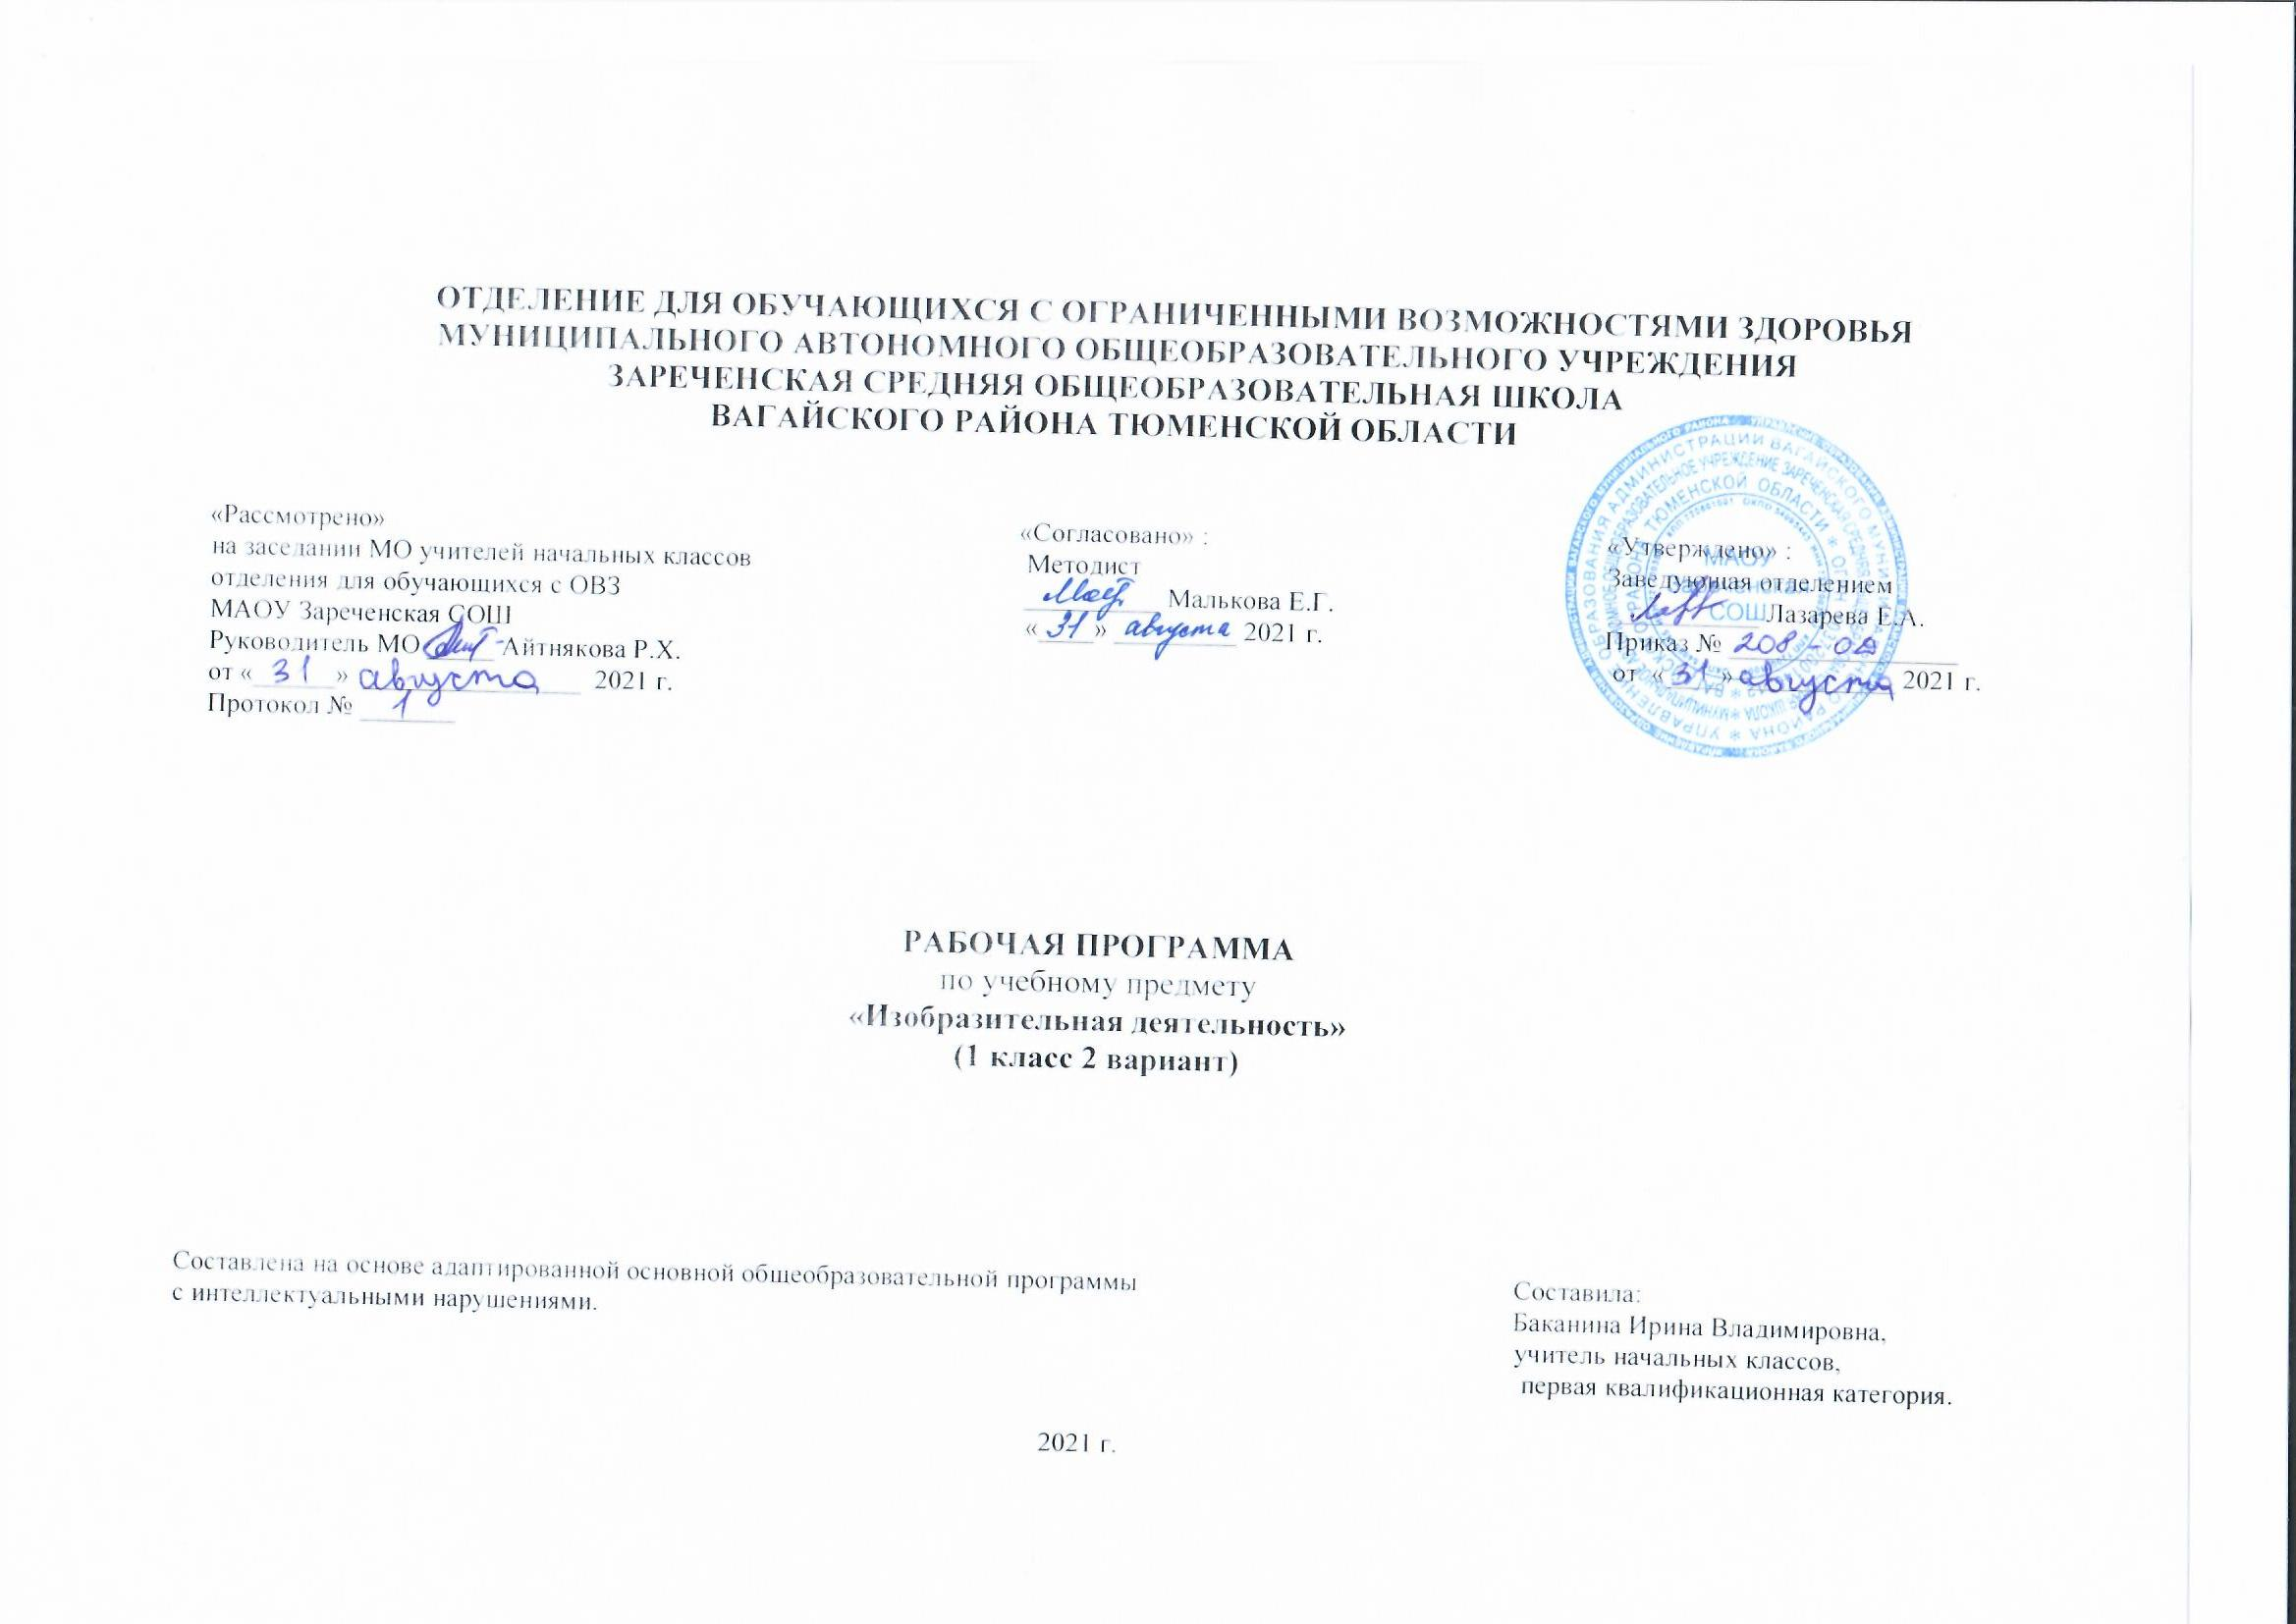 ОТДЕЛЕНИЕ ДЛЯ ОБУЧАЮЩИХСЯ С ОГРАНИЧЕННЫМИ ВОЗМОЖНОСТЯМИ ЗДОРОВЬЯ
МУНИЦИПАЛЬНОГО АВТОНОМНОГО ОБЩЕОБРАЗОВАТЕЛЬНОГО УЧРЕЖДЕНИЯ
ЗАРЕЧЕНСКАЯ СРЕДНЯЯ ОБЩЕОБРАЗОВАТЕЛЬНАЯ ШКОЛА
ВАГАЙСКОГО РАЙОНА ТЮМЕНСКОЙ ОБЛАСТИ
«Рассмотрено»
на заседании МО учителей начальных классов
отделения для обучающихся с ОВЗ
МАОУ Зареченская СОШ
Руководитель МО Айтнякова Р.Х.
от « 31 » августа 2021 г.
Протокол № 1
«Согласовано» :
Методист
Малькова Е.Г.
« 31 » августа 2021 г.
«Утверждено» :
Заведующая отделением
Лазарева Е.А.
Приказ № 208 - ОД
от « 31 » августа 2021 г.
МАОУ
СОШ
РАБОЧАЯ ПРОГРАММА
по учебному предмету
«Изобразительная деятельность»
(1 класс 2 вариант)
Составлена на основе адаптированной основной общеобразовательной программы
с интеллектуальными нарушениями.
Составила:
Баканина Ирина Владимировна,
учитель начальных классов,
первая квалификационная категория.
2021 г.